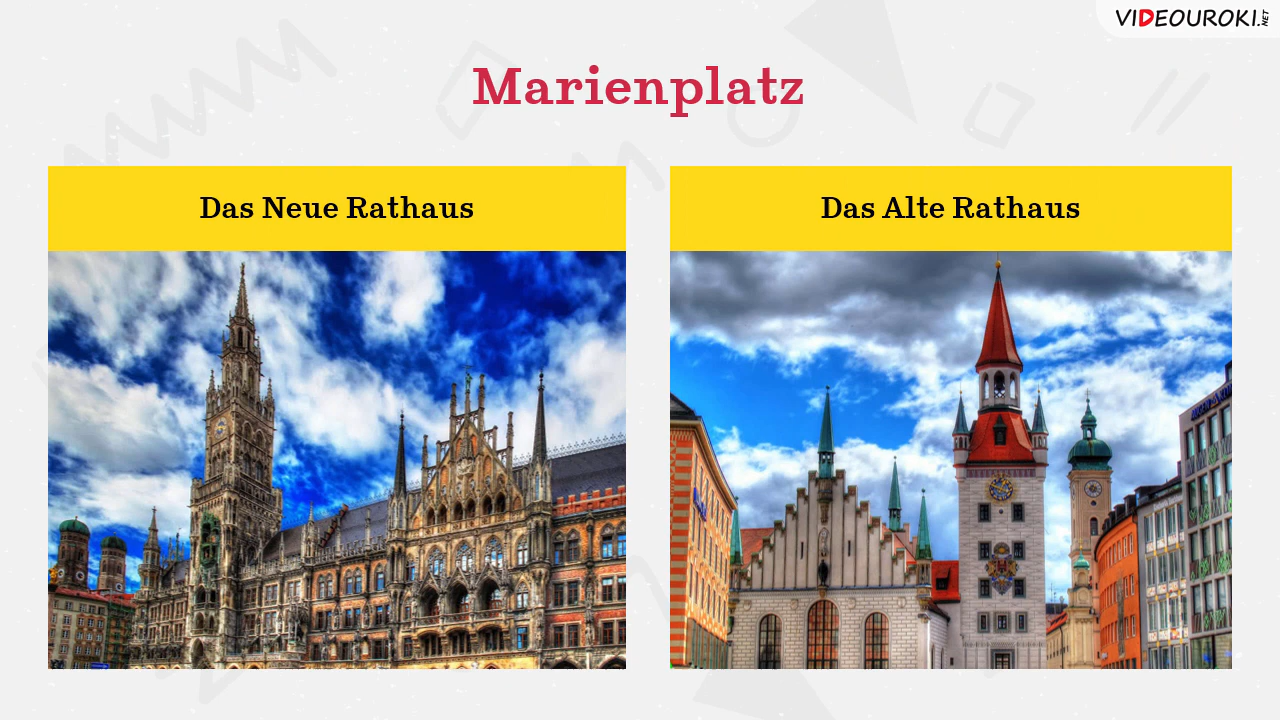 VIDEOUROKI.NET
Marienplatz
Das Neue Rathaus
Das Alte Rathaus